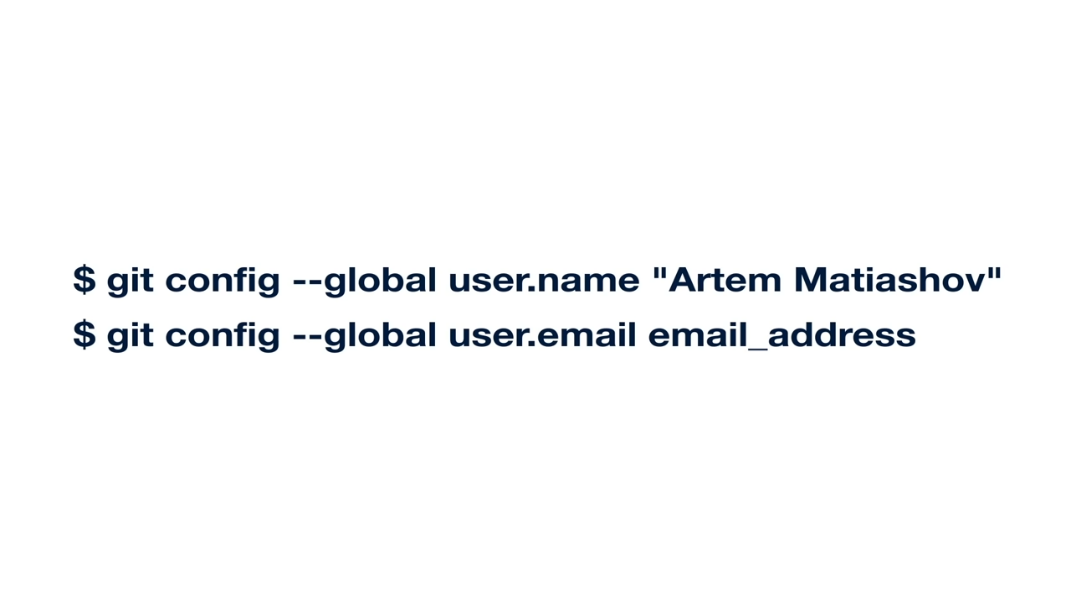 $ git config --global user.name "Artem Matiashov"
$ git config --global user.email email_address